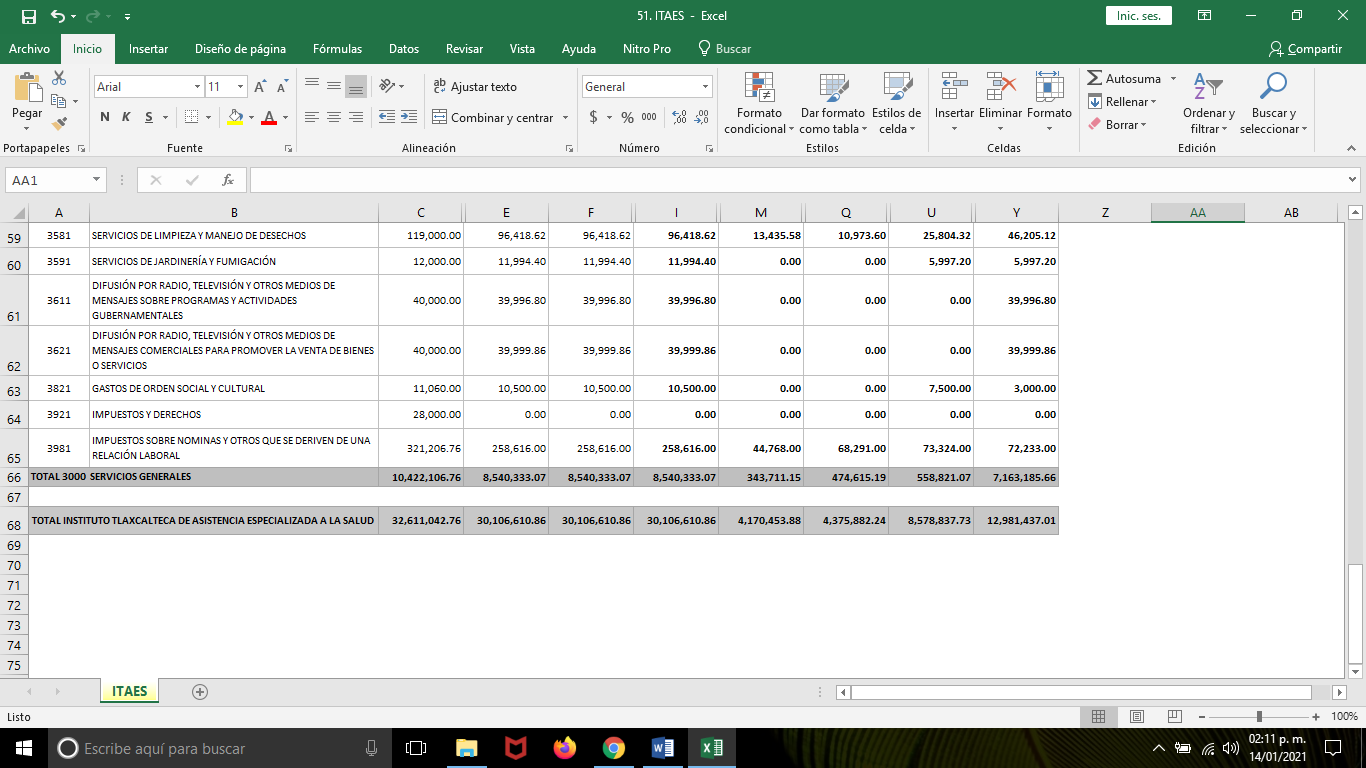 51. ITAES - Excel
Inic. ses.
Archivo Inicio Insertar Diseño de página Fórmulas Datos Revisar Vista Ayuda Nitro Pro Buscar Compartir
Pegar
Arial 11
Ajustar texto
General
Formato condicional
Dar formato como tabla
Estilos de celda
Insertar Eliminar Formato
Autosuma
Rellenar
Borrar
Ordenar y filtrar
Buscar y seleccionar
N K S
Combinar y centrar
$ % 000
Portapapeles Fuente Alineación Número Estilos Celdas Edición
AA1 fx
A B C E F I M Q U Y Z AA AB
59 3581 SERVICIOS DE LIMPIEZA Y MANEJO DE DESECHOS 119,000.00 96,418.62 96,418.62 96,418.62 13,435.58 10,973.60 25,804.32 46,205.12
60 3591 SERVICIOS DE JARDINERÍA Y FUMIGACIÓN 12,000.00 11,994.40 11,994.40 11,994.40 0.00 0.00 5,997.20 5,997.20
DIFUSIÓN POR RADIO, TELEVISIÓN Y OTROS MEDIOS DE
61 3611 MENSAJES SOBRE PROGRAMAS Y ACTIVIDADES 40,000.00 39,996.80 39,996.80 39,996.80 0.00 0.00 0.00 39,996.80
GUBERNAMENTALES
DIFUSIÓN POR RADIO, TELEVISIÓN Y OTROS MEDIOS DE
62 3621 MENSAJES COMERCIALES PARA PROMOVER LA VENTA DE BIENES 40,000.00 39,999.86 39,999.86 39,999.86 0.00 0.00 0.00 39,999.86
O SERVICIOS
63 3821 GASTOS DE ORDEN SOCIAL Y CULTURAL 11,060.00 10,500.00 10,500.00 10,500.00 0.00 0.00 7,500.00 3,000.00
64 3921 IMPUESTOS Y DERECHOS 28,000.00 0.00 0.00 0.00 0.00 0.00 0.00 0.00
IMPUESTOS SOBRE NOMINAS Y OTROS QUE SE DERIVEN DE UNA
65 3981 RELACIÓN LABORAL 321,206.76 258,616.00 258,616.00 258,616.00 44,768.00 68,291.00 73,324.00 72,233.00
66 TOTAL 3000 SERVICIOS GENERALES 10,422,106.76 8,540,333.07 8,540,333.07 8,540,333.07 343,711.15 474,615.19 558,821.07 7,163,185.66
67
68 TOTAL INSTITUTO TLAXCALTECA DE ASISTENCIA ESPECIALIZADA A LA SALUD 32,611,042.76 30,106,610.86 30,106,610.86 30,106,610.86 4,170,453.88 4,375,882.24 8,578,837.73 12,981,437.01
69
70
71
72
73
74
75
ITAES
Listo 100%
Escribe aquí para buscar
02:11 p. m.
14/01/2021